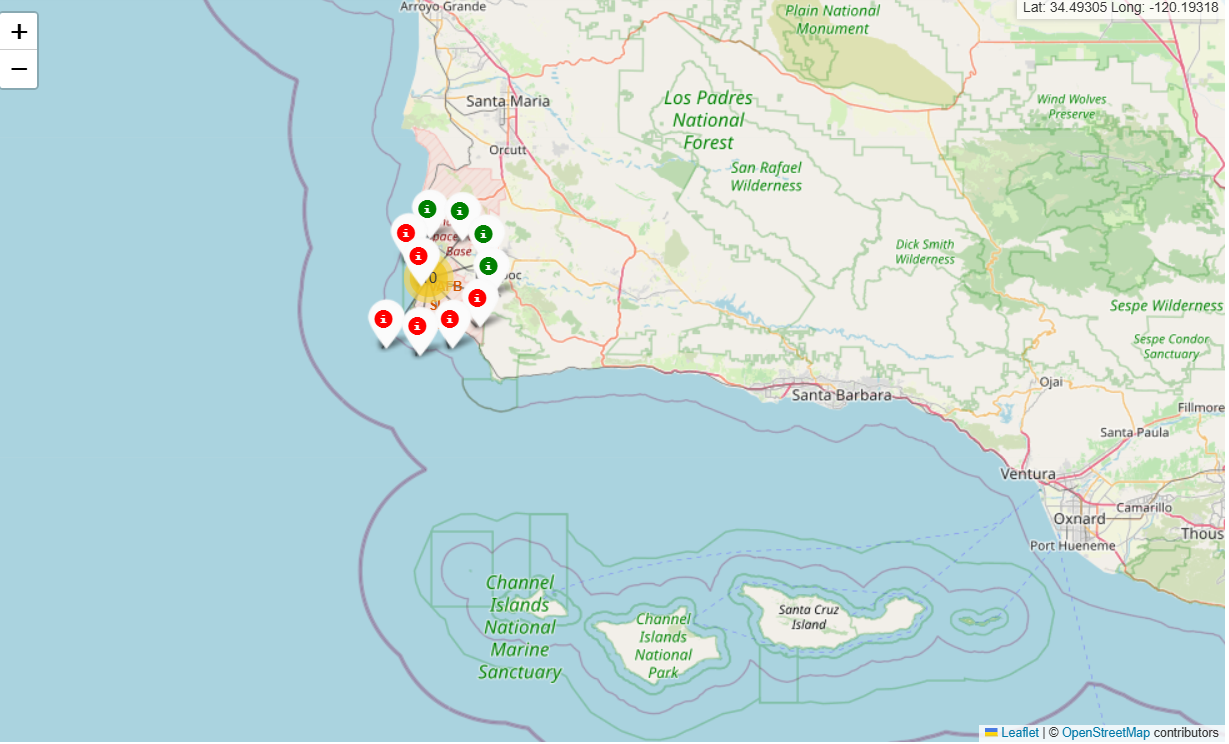 +
−
Lat: 34.49305 Long: -120.19318
Arroyo Grande
Plain National
Monument
Santa Maria
Los Padres
National
Forest
Wind Wolves
Preserve
Orcutt
San Rafael
Wilderness
Base
Dick Smith
Wilderness
Sespe Wilderness
Sespe Condor
Sanctuary
Ojai
Santa Barbara
Fillmore
Santa Paula
Ventura
Camarillo
Oxnard
Thous
Port Hueneme
Channel
Islands
National
Marine
Sanctuary
Channel
Islands
National
Park
Santa Cruz
Island
Leaflet | © OpenStreetMap contributors